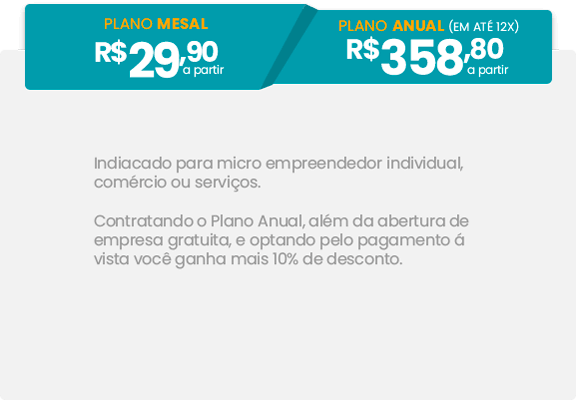 PLANO MESAL
R$29,90
a partir
PLANO ANUAL (EM ATÉ 12X)
R$358,80
a partir
Indiacado para micro empreendedor individual,
comércio ou serviços.
Contratando o Plano Anual, além da abertura de
empresa gratuita, e optando pelo pagamento á
vista você ganha mais 10% de desconto.